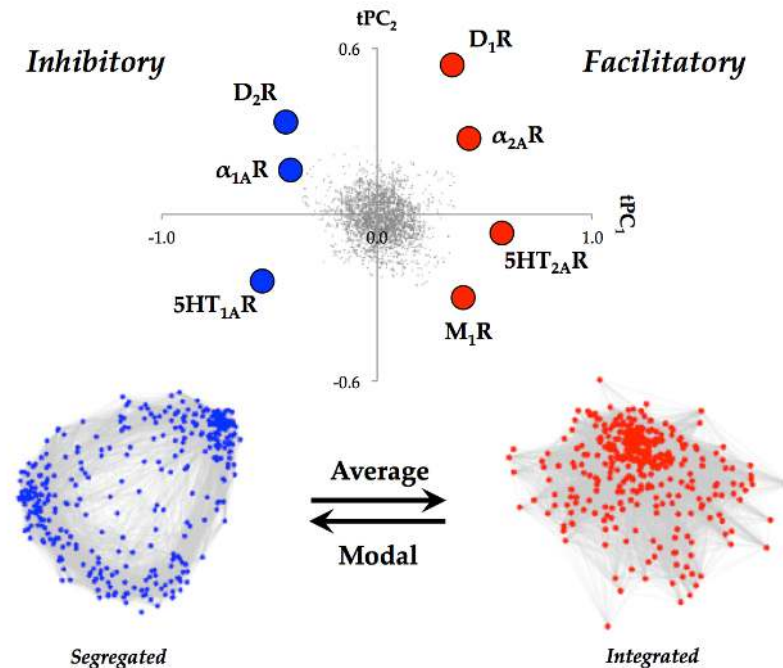 tPC₂
0.6
D₁R
Inhibitory
Facilitatory
D₂R
α₂ₐR
α₁ₐR
tPC₁
-1.0
0.0
1.0
5HT₂ₐR
5HT₁ₐR
M₁R
-0.6
Average
Modal
Segregated
Integrated